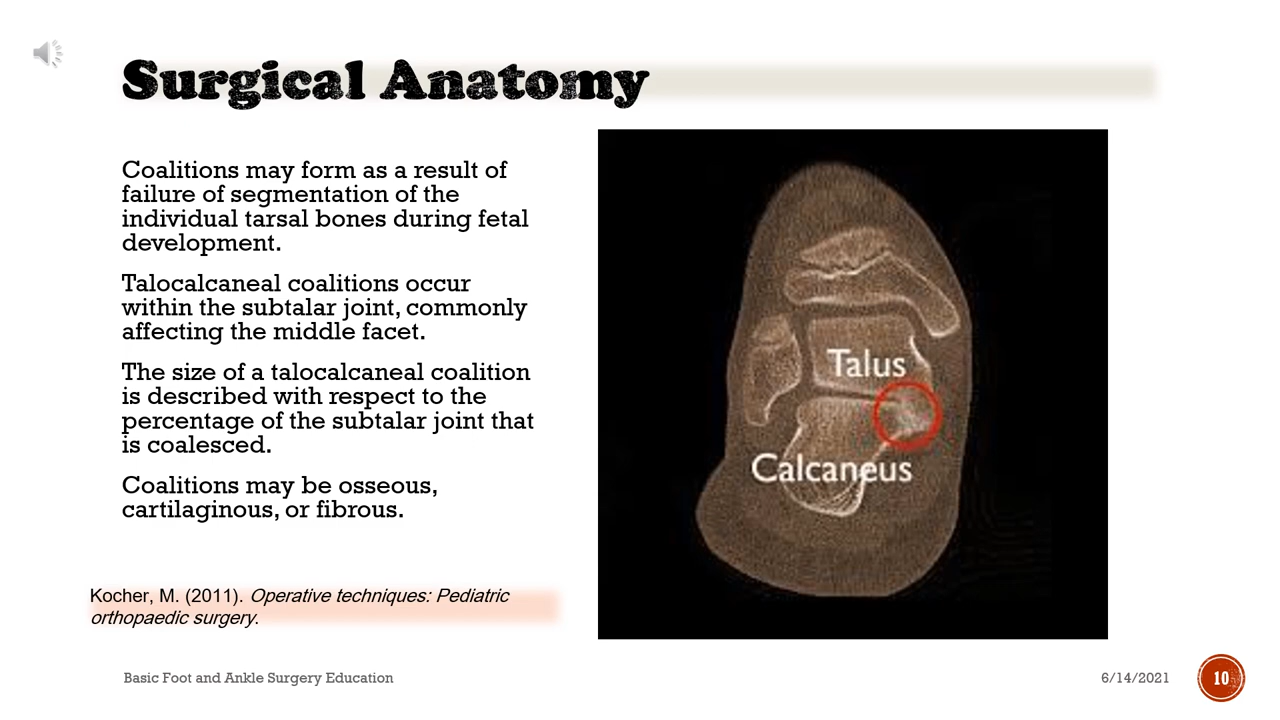 Surgical Anatomy
Coalitions may form as a result of
failure of segmentation of the
individual tarsal bones during fetal
development.
Talocalcaneal coalitions occur
within the subtalar joint, commonly
affecting the middle facet.
The size of a talocalcaneal coalition
is described with respect to the
percentage of the subtalar joint that
is coalesced.
Coalitions may be osseous,
cartilaginous, or fibrous.
Kocher, M. (2011). Operative techniques: Pediatric
orthopaedic surgery.
Talus
Calcaneus
Basic Foot and Ankle Surgery Education
6/14/2021
10